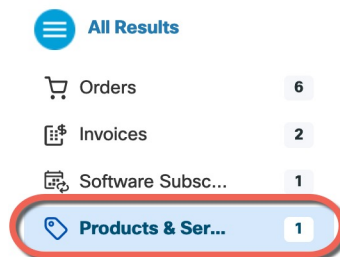 All Results
Orders 6
Invoices 2
Software Subsc... 1
Products & Ser... 1